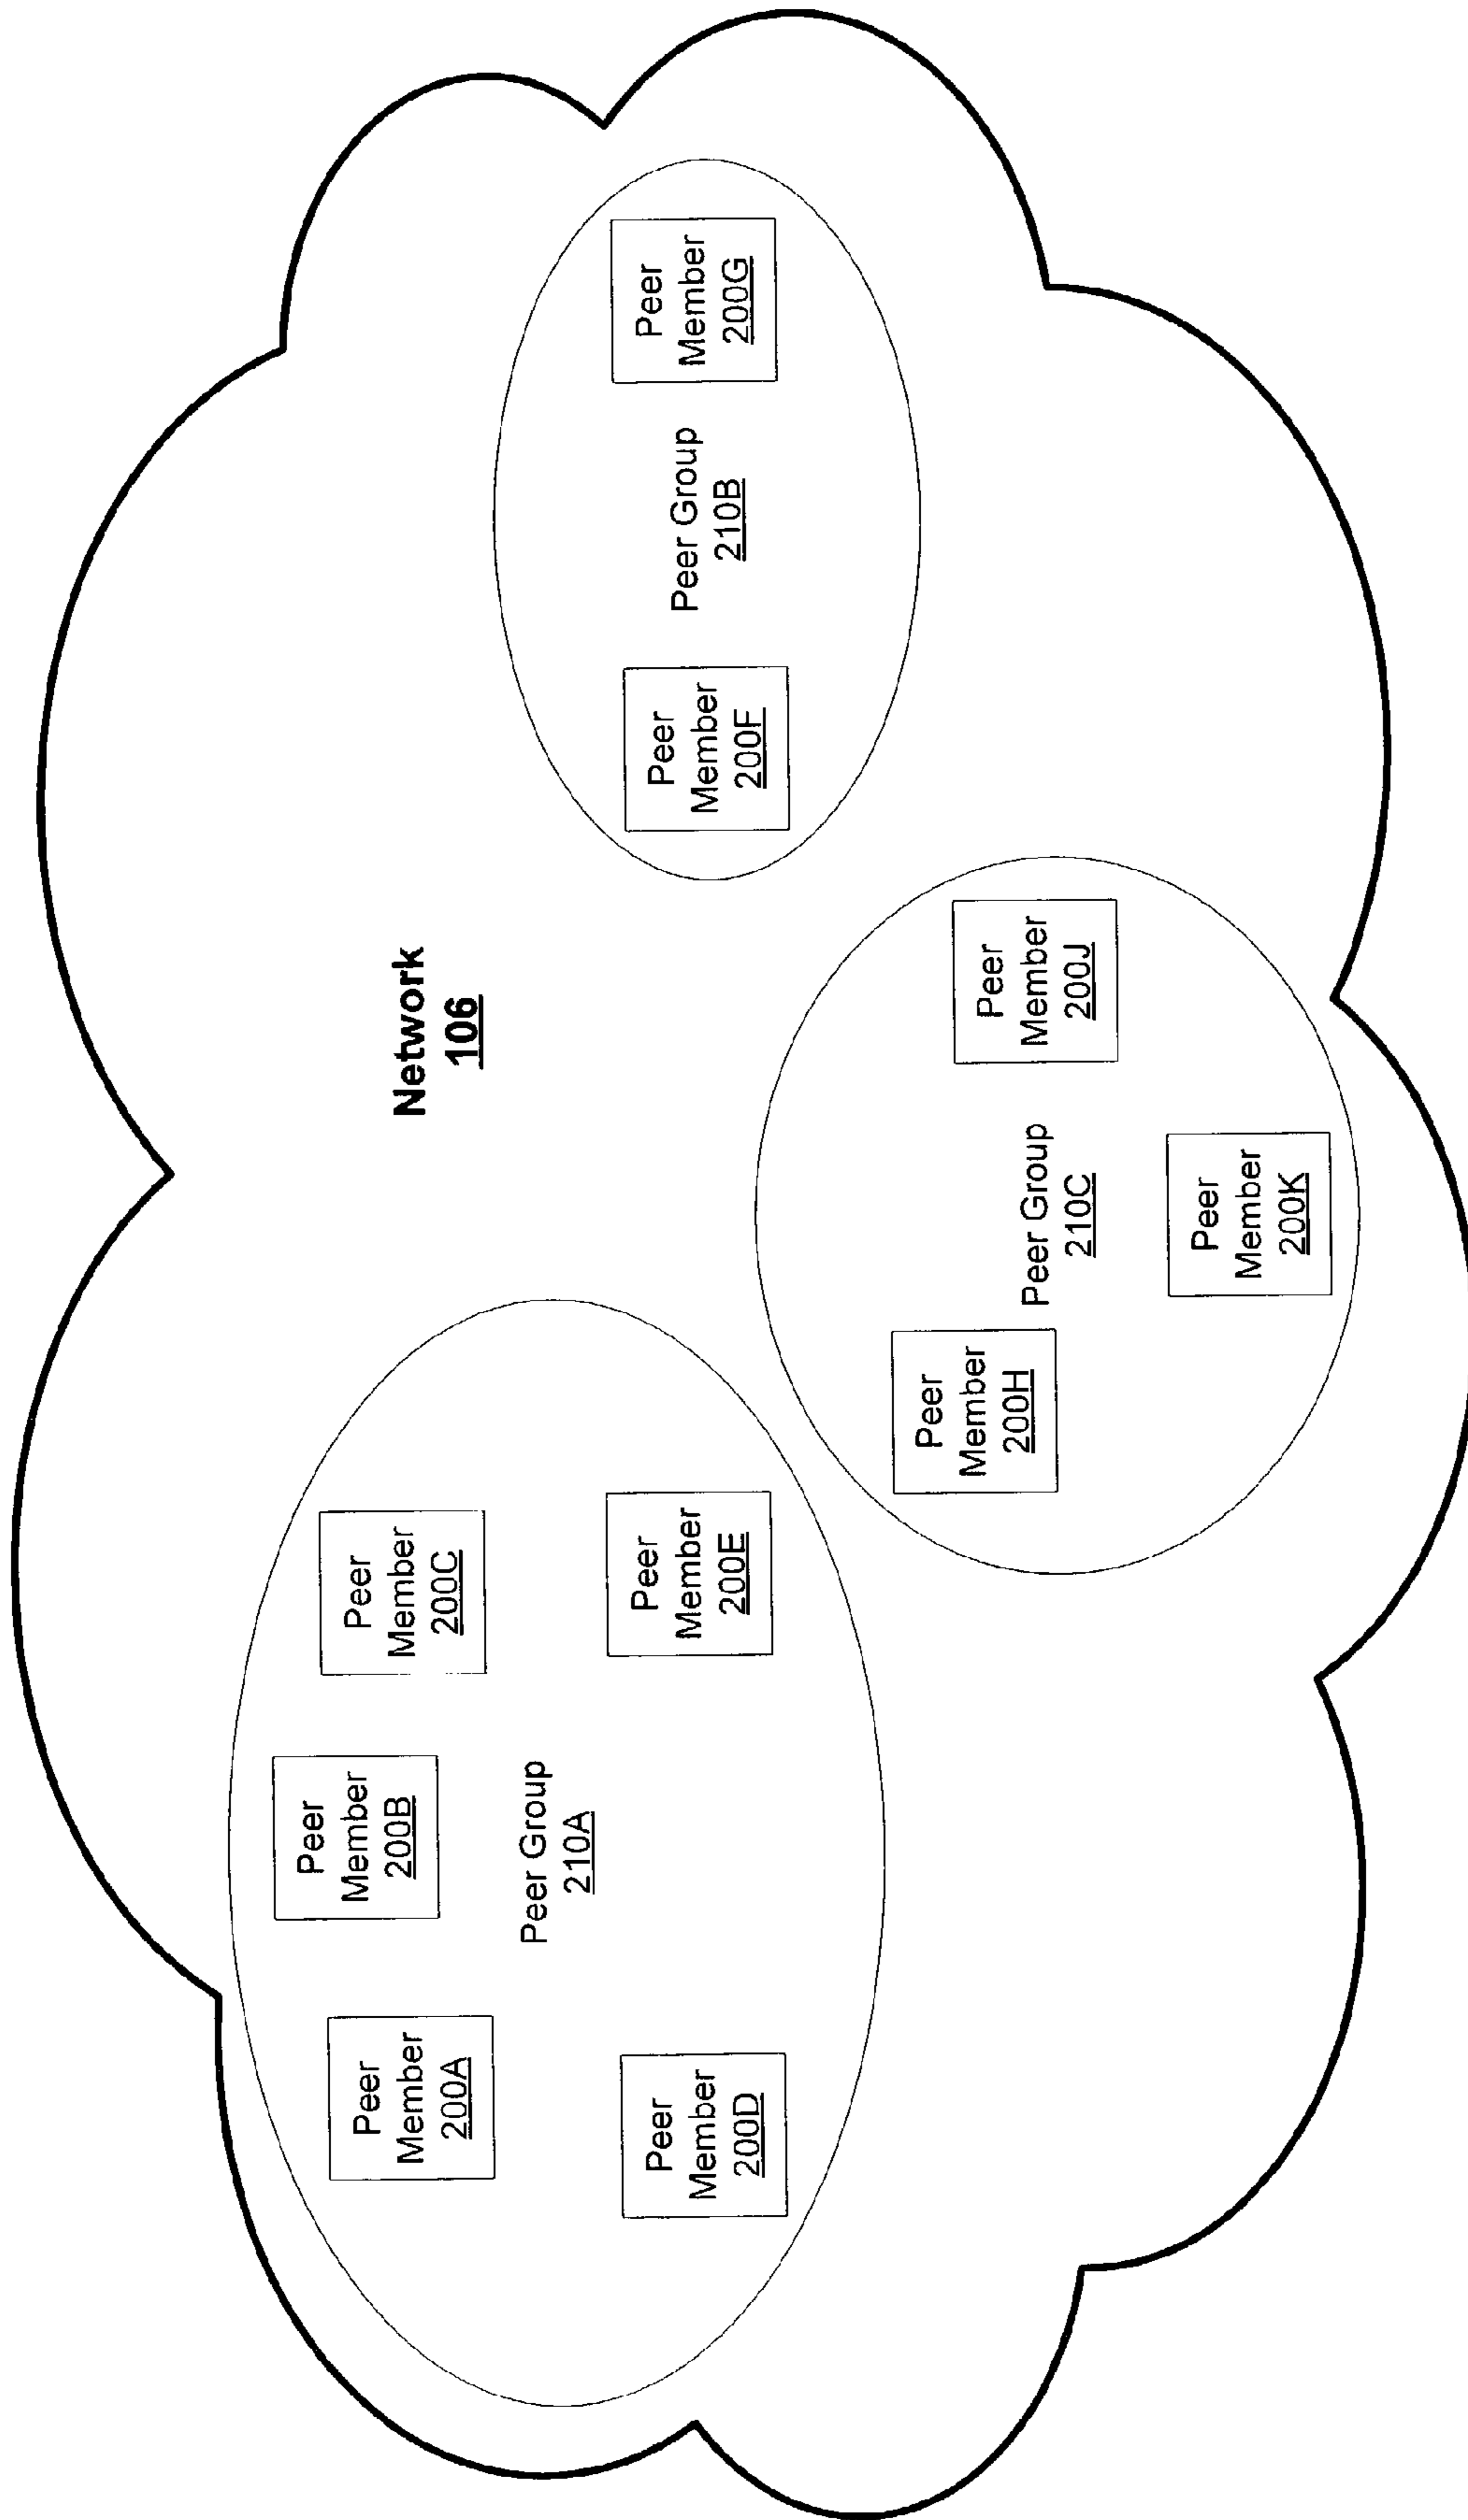 Network
106
Peer
Member
200A
Peer
Member
200B
Peer
Member
200C
Peer Group
210A
Peer
Member
200D
Peer
Member
200E
Peer
Member
200F
Peer Group
210B
Peer
Member
200G
Peer
Member
200H
Peer Group
210C
Peer
Member
200J
Peer
Member
200K